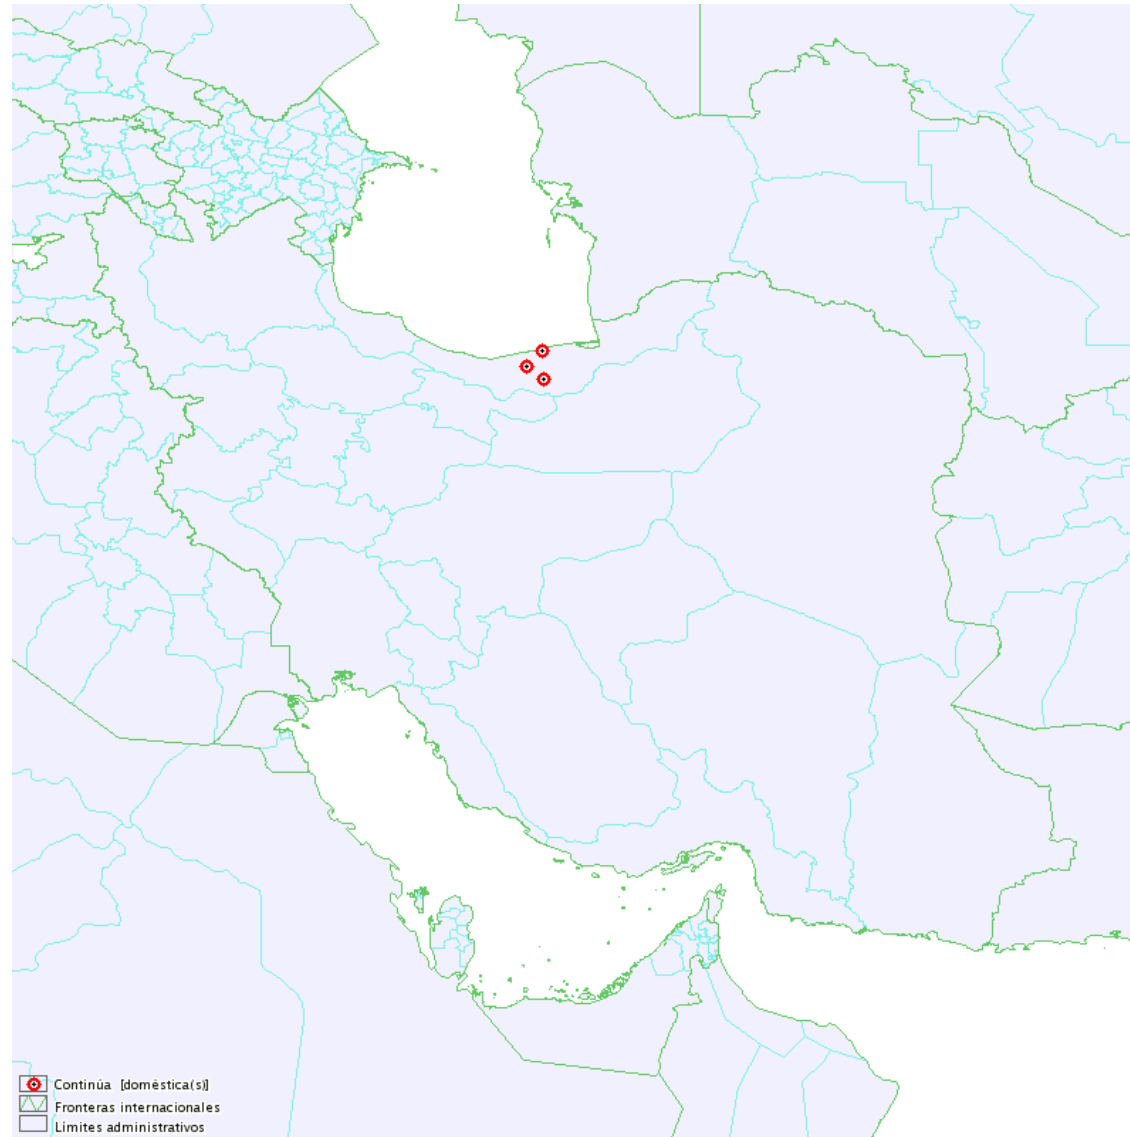 Continúa [doméstica(s)]
Fronteras internacionales
Límites administrativos